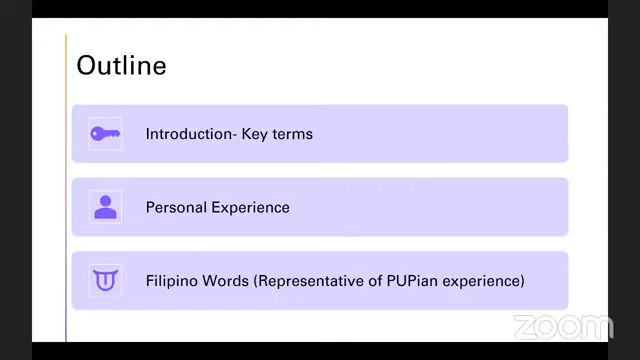 Outline
Introduction- Key terms
Personal Experience
Filipino Words (Representative of PUPian experience)
zoom